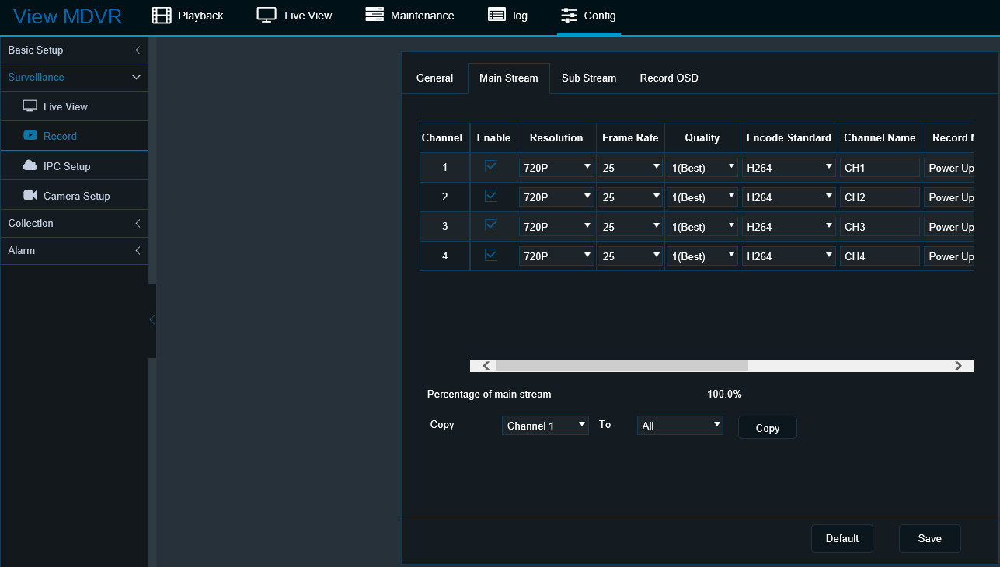 View MDVR Playback Live View Maintenance log Config
Basic Setup
Surveillance
Live View
Record
IPC Setup
Camera Setup
Collection
Alarm
General Main Stream Sub Stream Record OSD
Channel Enable Resolution Frame Rate Quality Encode Standard Channel Name Record M
1 720P 25 1(Best) H264 CH1 Power Up
2 720P 25 1(Best) H264 CH2 Power Up
3 720P 25 1(Best) H264 CH3 Power Up
4 720P 25 1(Best) H264 CH4 Power Up
Percentage of main stream 100.0%
Copy Channel 1 To All Copy
Default Save